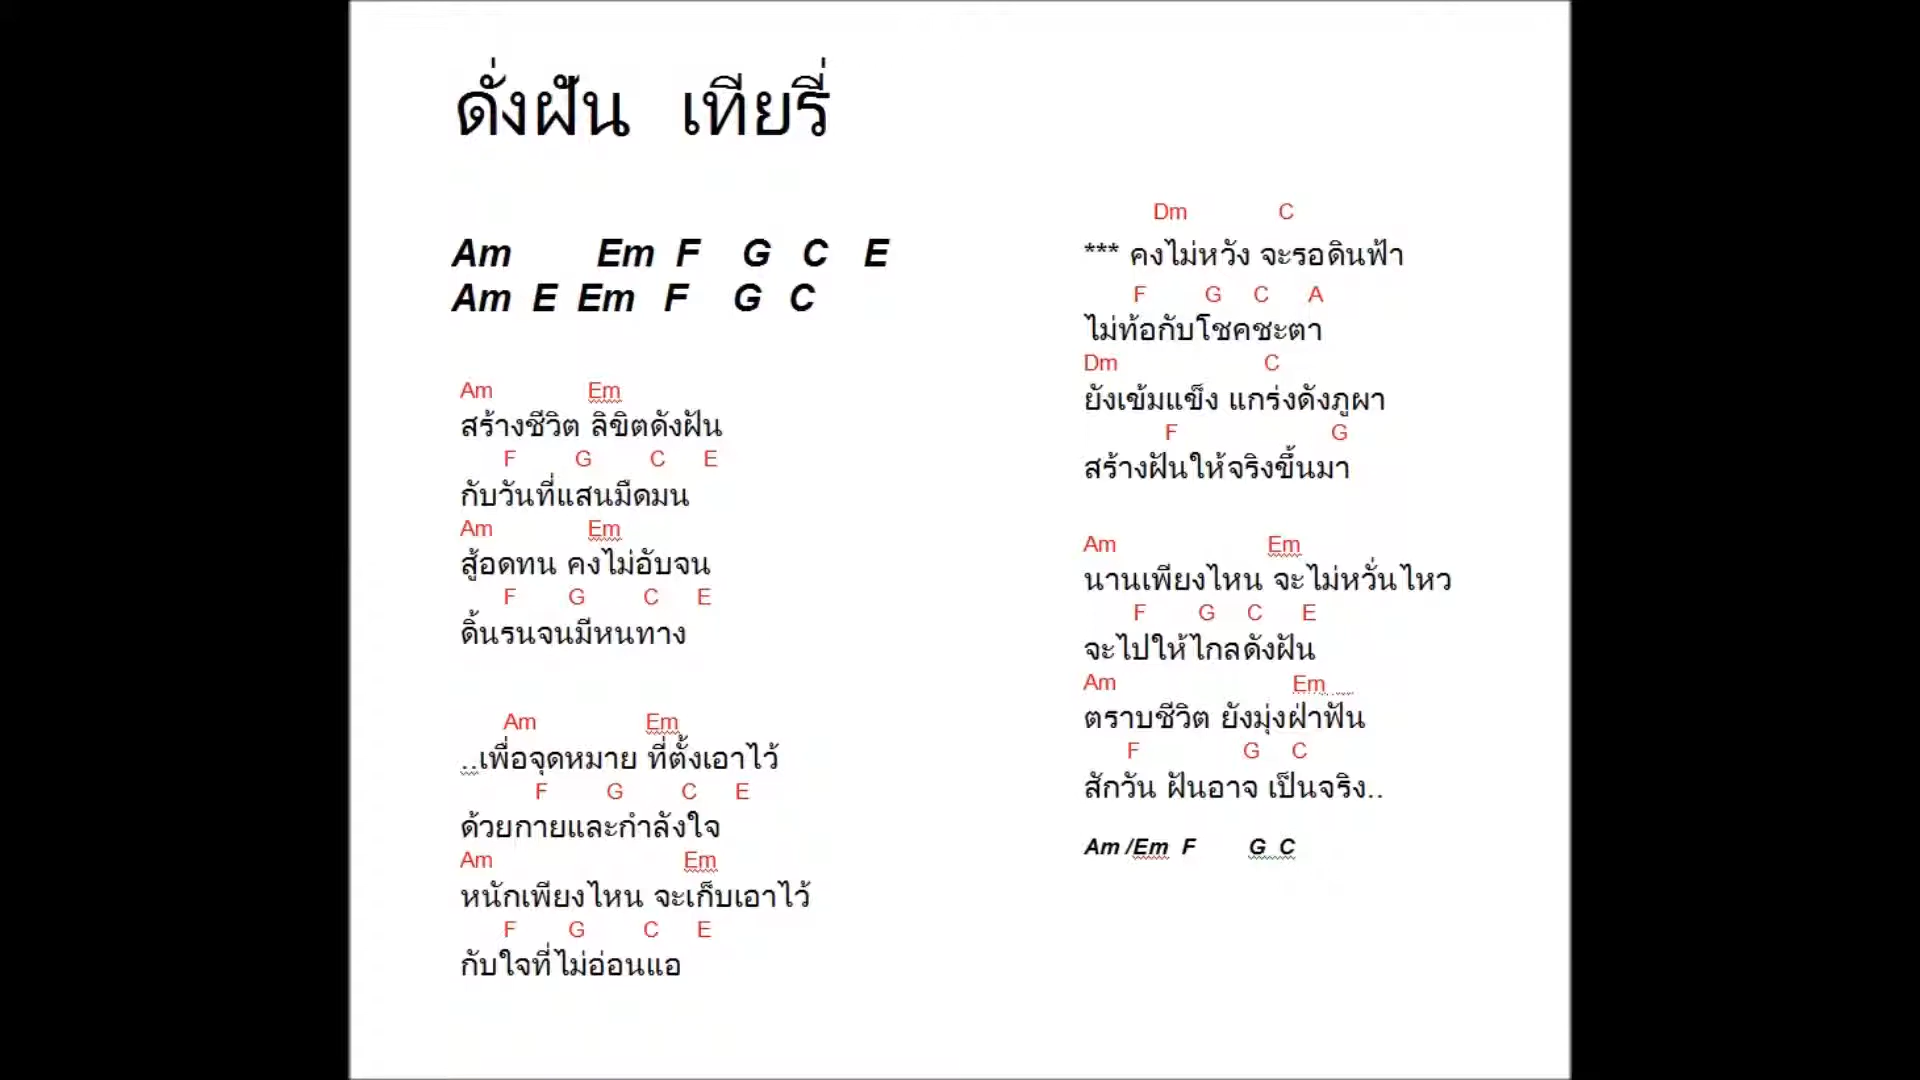 ดั่งฝัน เทียรี่
Am Em F G C E
Am E Em F G C
Am Em
สร้างชีวิต ลิขิตดังฝัน
F G C E
กับวันที่แสนมืดมน
Am Em
สู้อดทน คงไม่อับจน
F G C E
ดิ้นรนจนมีหนทาง
Am Em
..เพื่อจุดหมาย ที่ตั้งเอาไว้
F G C E
ด้วยกายและกำลังใจ
Am Em
หนักเพียงไหน จะเก็บเอาไว้
F G C E
กับใจที่ไม่อ่อนแอ
Dm C
*** คงไม่หวัง จะรอดินฟ้า
F G C A
ไม่ท้อกับโชคชะตา
Dm C
ยังเข้มแข็ง แกร่งดังภูผา
F G
สร้างฝันให้จริงขึ้นมา
Am Em
นานเพียงไหน จะไม่หวั่นไหว
F G C E
จะไปให้ไกลดังฝัน
Am Em
ตราบชีวิต ยังมุ่งฝ่าฟัน
F G C
สักวัน ฝันอาจ เป็นจริง..
Am /Em F G C